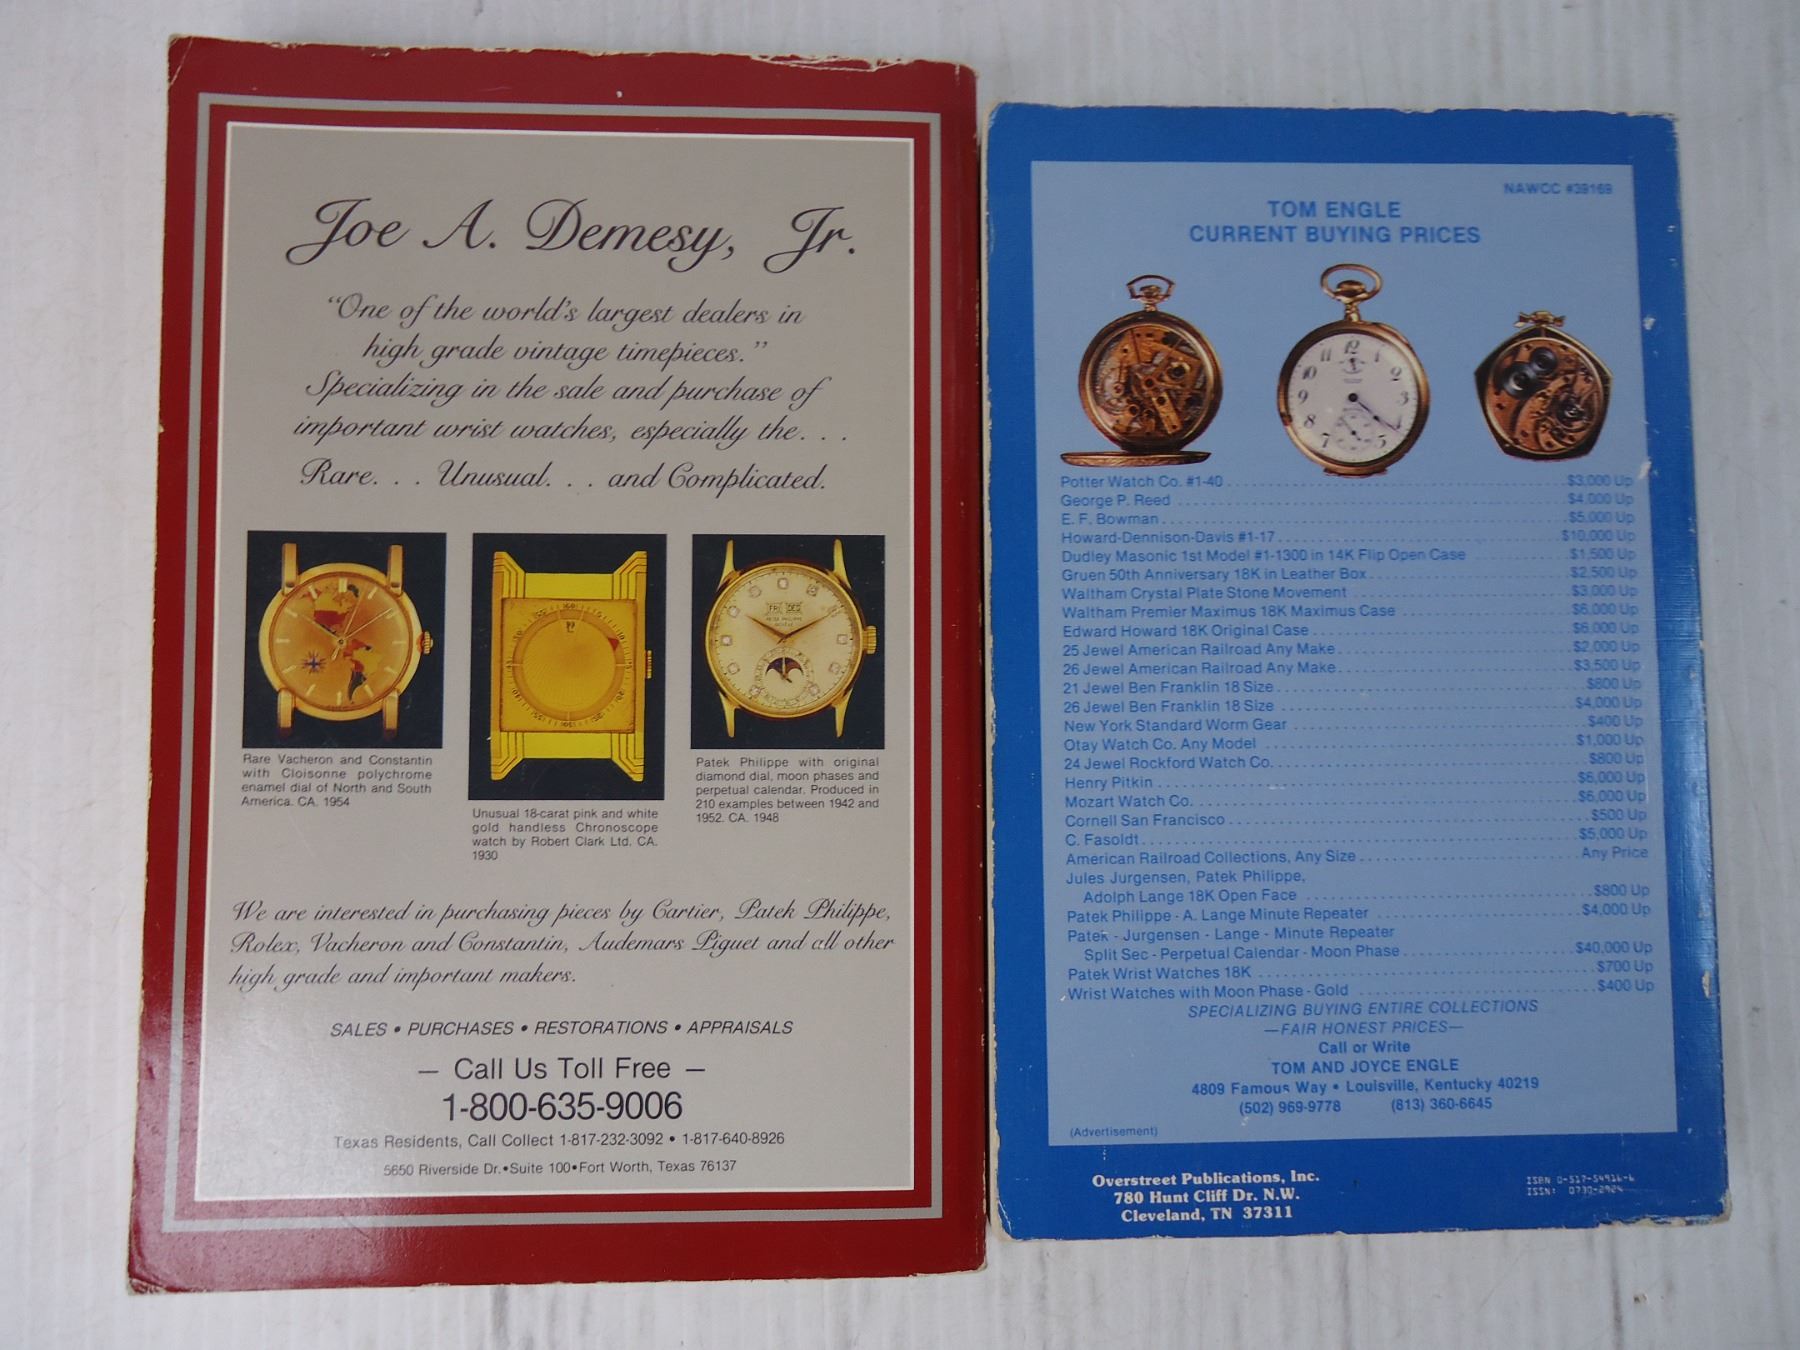 Joe A. Demesy, Jr.
“One of the world's largest dealers in
high grade vintage timepieces.”
Specializing in the sale and purchase of
important wrist watches, especially the. . .
Rare. . . Unusual. . . and Complicated.
Rare Vacheron and Constantin
with Cloisonne polychrome
enamel dial of North and South
America. CA. 1954
Unusual 18-carat pink and white
gold handless Chronoscope
watch by Robert Clark Ltd. CA.
1930
Patek Philippe with original
diamond dial, moon phases and
perpetual calendar. Produced in
210 examples between 1942 and
1952. CA. 1948
We are interested in purchasing pieces by Cartier, Patek Philippe,
Rolex, Vacheron and Constantin, Audemars Piguet and all other
high grade and important makers.
SALES • PURCHASES • RESTORATIONS • APPRAISALS
— Call Us Toll Free —
1-800-635-9006
Texas Residents, Call Collect 1-817-232-3092 • 1-817-640-8926
5650 Riverside Dr.•Suite 100•Fort Worth, Texas 76137
NAWCC #39169
TOM ENGLE
CURRENT BUYING PRICES
Potter Watch Co. #1-40 $3,000 Up
George P. Reed $4,000 Up
E. F. Bowman $5,000 Up
Howard-Dennison-Davis #1-17 $10,000 Up
Dudley Masonic 1st Model #1-1300 in 14K Flip Open Case $1,500 Up
Gruen 50th Anniversary 18K in Leather Box $2,500 Up
Waltham Crystal Plate Stone Movement $3,000 Up
Waltham Premier Maximus 18K Maximus Case $6,000 Up
Edward Howard 18K Original Case $6,000 Up
25 Jewel American Railroad Any Make $2,000 Up
26 Jewel American Railroad Any Make $3,500 Up
21 Jewel Ben Franklin 18 Size $800 Up
26 Jewel Ben Franklin 18 Size $4,000 Up
New York Standard Worm Gear $400 Up
Otay Watch Co. Any Model $1,000 Up
24 Jewel Rockford Watch Co. $800 Up
Henry Pitkin $6,000 Up
Mozart Watch Co. $6,000 Up
Cornell San Francisco $500 Up
C. Fasoldt $5,000 Up
American Railroad Collections, Any Size Any Price
Jules Jurgensen, Patek Philippe,
Adolph Lange 18K Open Face $800 Up
Patek Philippe - A. Lange Minute Repeater $4,000 Up
Patek - Jurgensen - Lange - Minute Repeater
Split Sec - Perpetual Calendar - Moon Phase $40,000 Up
Patek Wrist Watches 18K $700 Up
Wrist Watches with Moon Phase - Gold $400 Up
SPECIALIZING BUYING ENTIRE COLLECTIONS
—FAIR HONEST PRICES—
Call or Write
TOM AND JOYCE ENGLE
4809 Famous Way • Louisville, Kentucky 40219
(502) 969-9778 (813) 360-6645
(Advertisement)
Overstreet Publications, Inc.
780 Hunt Cliff Dr. N.W.
Cleveland, TN 37311
ISBN 0-517-54916-6
ISSN: 0730-2924